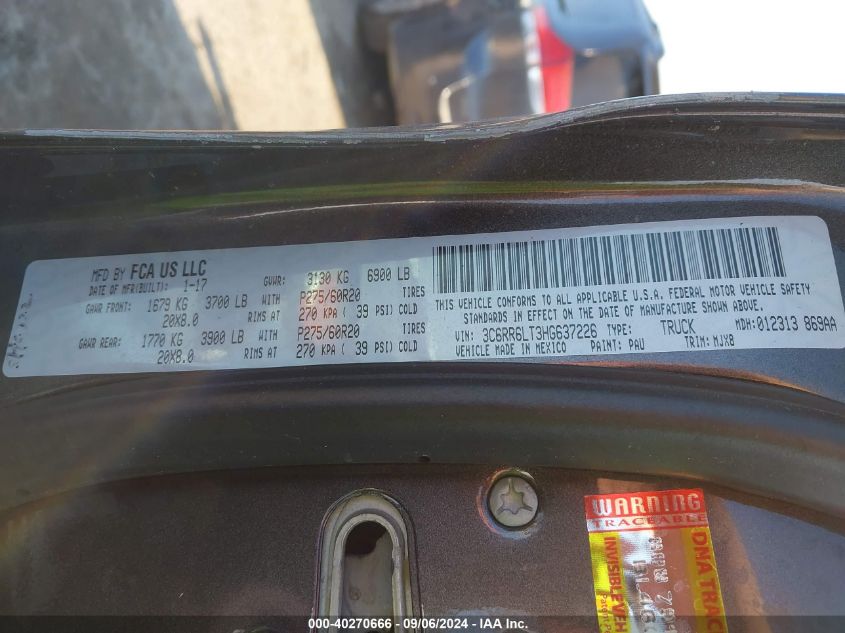 MFD BY FCA US LLC
DATE OF MFR(BUILT): 1-17 GVWR: 3130 KG 6900 LB
GAWR FRONT: 1679 KG 3700 LB WITH P275/60R20 TIRES
20X8.0 - RIMS AT 270 KPA ( 39 PSI) COLD
GAWR REAR: 1770 KG 3900 LB WITH P275/60R20 TIRES
20X8.0 - RIMS AT 270 KPA ( 39 PSI) COLD
THIS VEHICLE CONFORMS TO ALL APPLICABLE U.S.A. FEDERAL MOTOR VEHICLE SAFETY
STANDARDS IN EFFECT ON THE DATE OF MANUFACTURE SHOWN ABOVE.
VIN: 3C6RR6LT3HG637226 TYPE: TRUCK MDH:012313 869AA
VEHICLE MADE IN MEXICO PAINT: PAU TRIM: MJX8
WARNING
TRACEABLE
DNA TRAC
INVISIBLE VEH
000-40270666 - 09/06/2024 - IAA Inc.